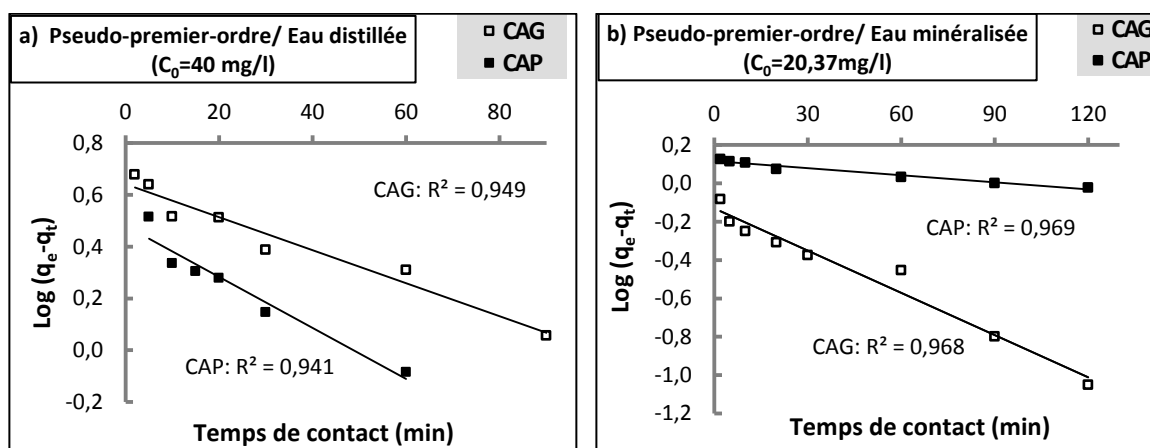 a) Pseudo-premier-ordre/ Eau distillée
(C0=40 mg/l)
CAG
CAP
0 20 40 60 80
0,8
0,6
0,4
0,2
0,0
-0,2
Log (qe-qt)
CAG: R² = 0,949
CAP: R² = 0,941
Temps de contact (min)
b) Pseudo-premier-ordre/ Eau minéralisée
(C0=20,37mg/l)
CAG
CAP
0 30 60 90 120
0,2
0,0
-0,2
-0,4
-0,6
-0,8
-1,0
-1,2
Log (qe-qt)
CAP: R² = 0,969
CAG: R² = 0,968
Temps de contact (min)